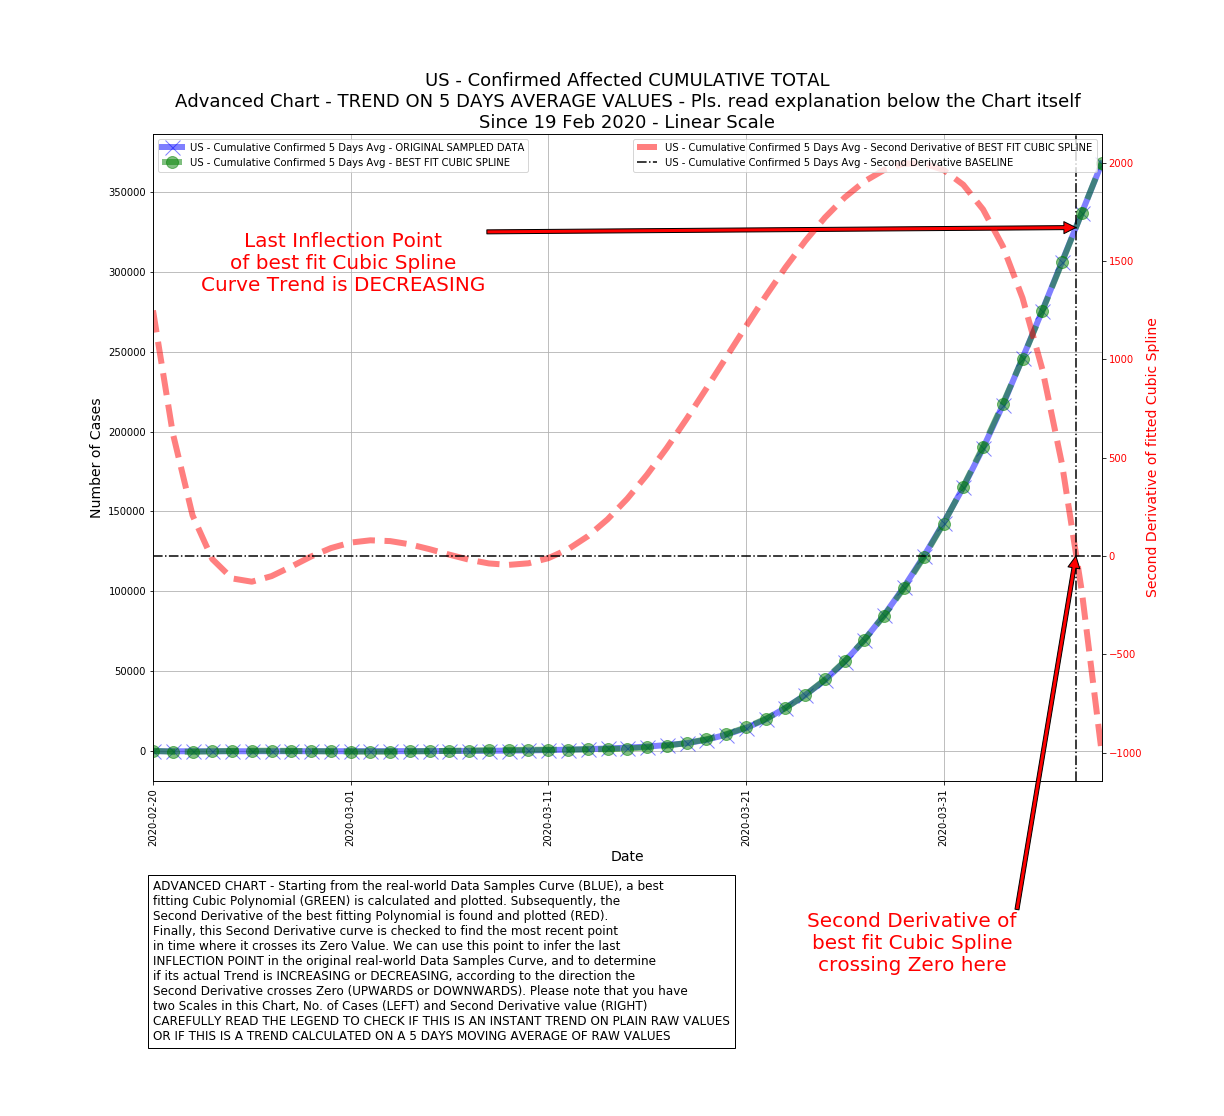 US - Confirmed Affected CUMULATIVE TOTAL
Advanced Chart - TREND ON 5 DAYS AVERAGE VALUES - Pls. read explanation below the Chart itself
Since 19 Feb 2020 - Linear Scale
US - Cumulative Confirmed 5 Days Avg - ORIGINAL SAMPLED DATA
US - Cumulative Confirmed 5 Days Avg - BEST FIT CUBIC SPLINE
US - Cumulative Confirmed 5 Days Avg - Second Derivative of BEST FIT CUBIC SPLINE
US - Cumulative Confirmed 5 Days Avg - Second Derivative BASELINE
Last Inflection Point
of best fit Cubic Spline
Curve Trend is DECREASING
Number of Cases
350000
300000
250000
200000
150000
100000
50000
0
2000
1500
1000
500
0
−500
−1000
Second Derivative of fitted Cubic Spline
2020-02-20
2020-03-01
2020-03-11
2020-03-21
2020-03-31
Date
ADVANCED CHART - Starting from the real-world Data Samples Curve (BLUE), a best
fitting Cubic Polynomial (GREEN) is calculated and plotted. Subsequently, the
Second Derivative of the best fitting Polynomial is found and plotted (RED).
Finally, this Second Derivative curve is checked to find the most recent point
in time where it crosses its Zero Value. We can use this point to infer the last
INFLECTION POINT in the original real-world Data Samples Curve, and to determine
if its actual Trend is INCREASING or DECREASING, according to the direction the
Second Derivative crosses Zero (UPWARDS or DOWNWARDS). Please note that you have
two Scales in this Chart, No. of Cases (LEFT) and Second Derivative value (RIGHT)
CAREFULLY READ THE LEGEND TO CHECK IF THIS IS AN INSTANT TREND ON PLAIN RAW VALUES
OR IF THIS IS A TREND CALCULATED ON A 5 DAYS MOVING AVERAGE OF RAW VALUES
Second Derivative of
best fit Cubic Spline
crossing Zero here